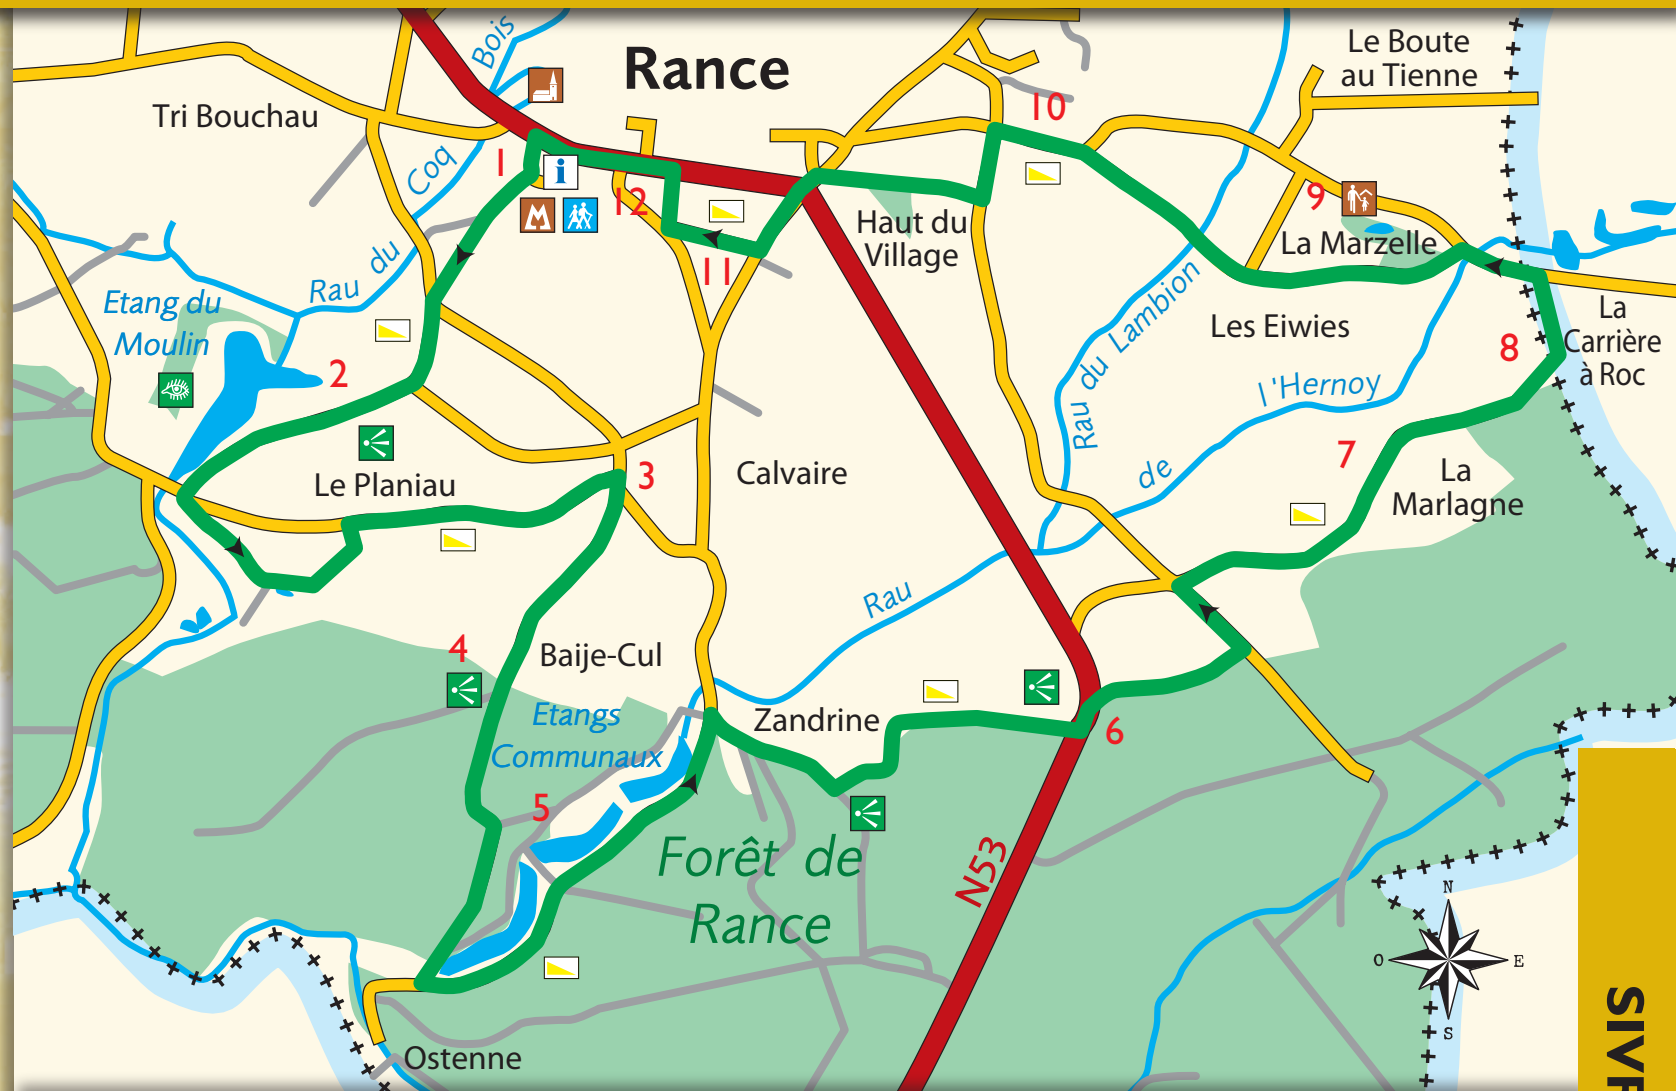 Rance
Le Boute
au Tienne
Bois
Tri Bouchau
10
1
i
Coq
12
9
Haut du
Village
La Marzelle
du
11
Rau
Etang du
Moulin
La
Carrière
à Roc
Les Eiwies
8
Rau du Lambion
2
l'Hernoy
7
Le Planiau
3
Calvaire
de
La
Marlagne
Rau
4
Baije-Cul
Etangs
Communaux
Zandrine
6
5
Forêt de
Rance
N53
N
O
E
S
Ostenne